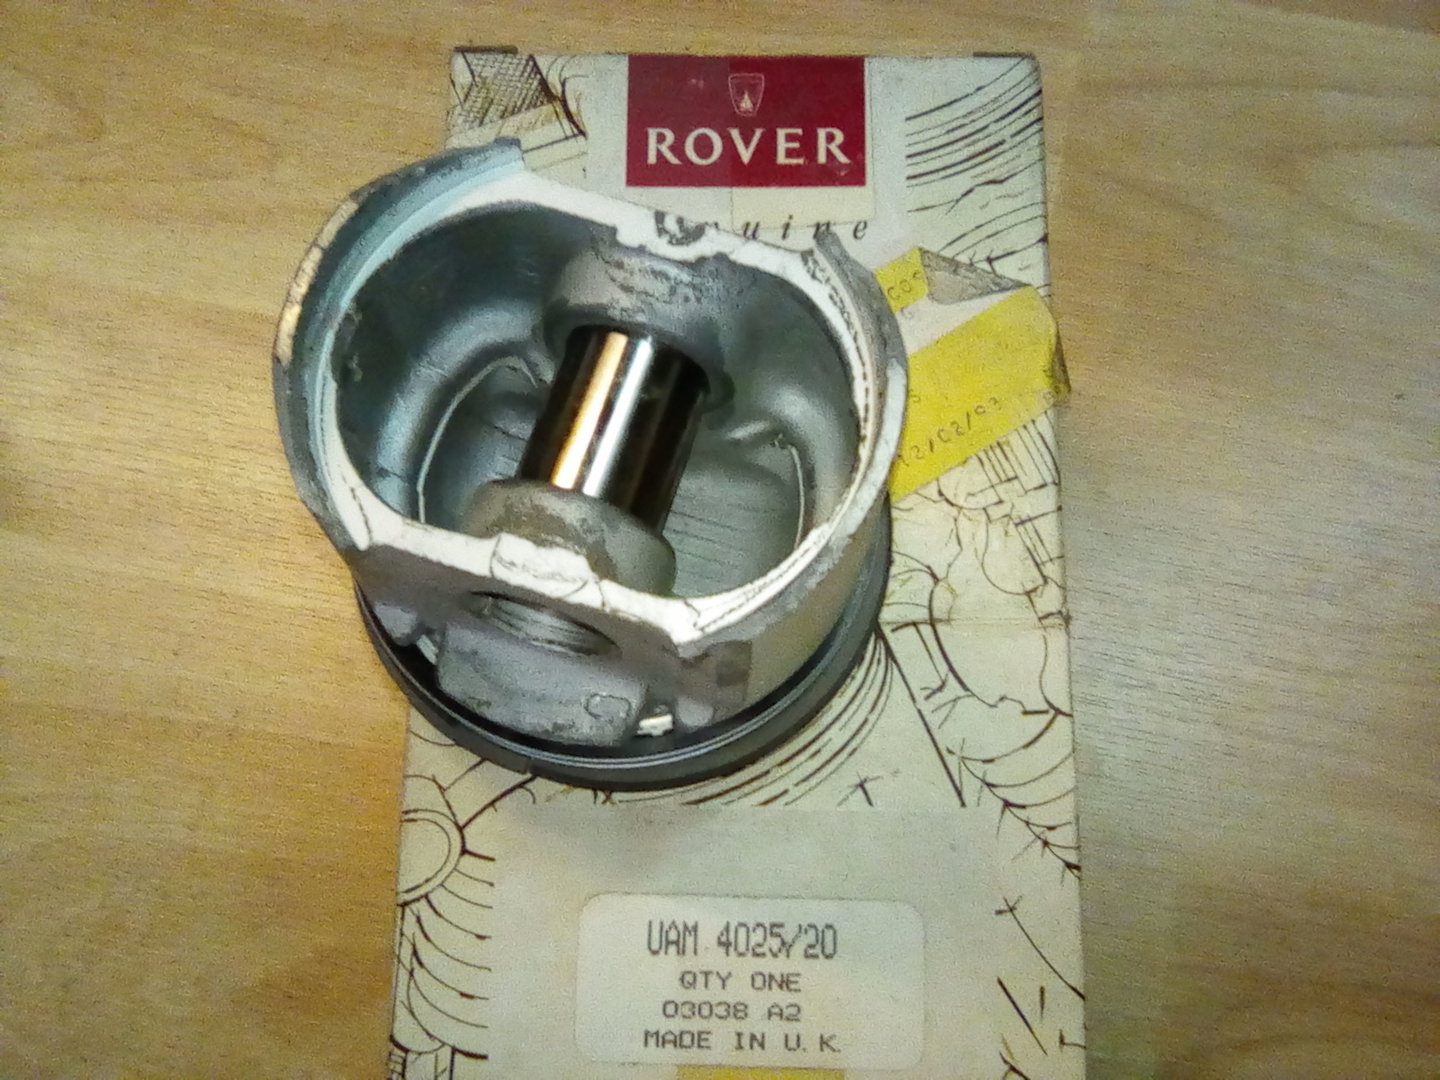 ROVER
UAM 4025/20
QTY ONE
03038 A2
MADE IN U.K.